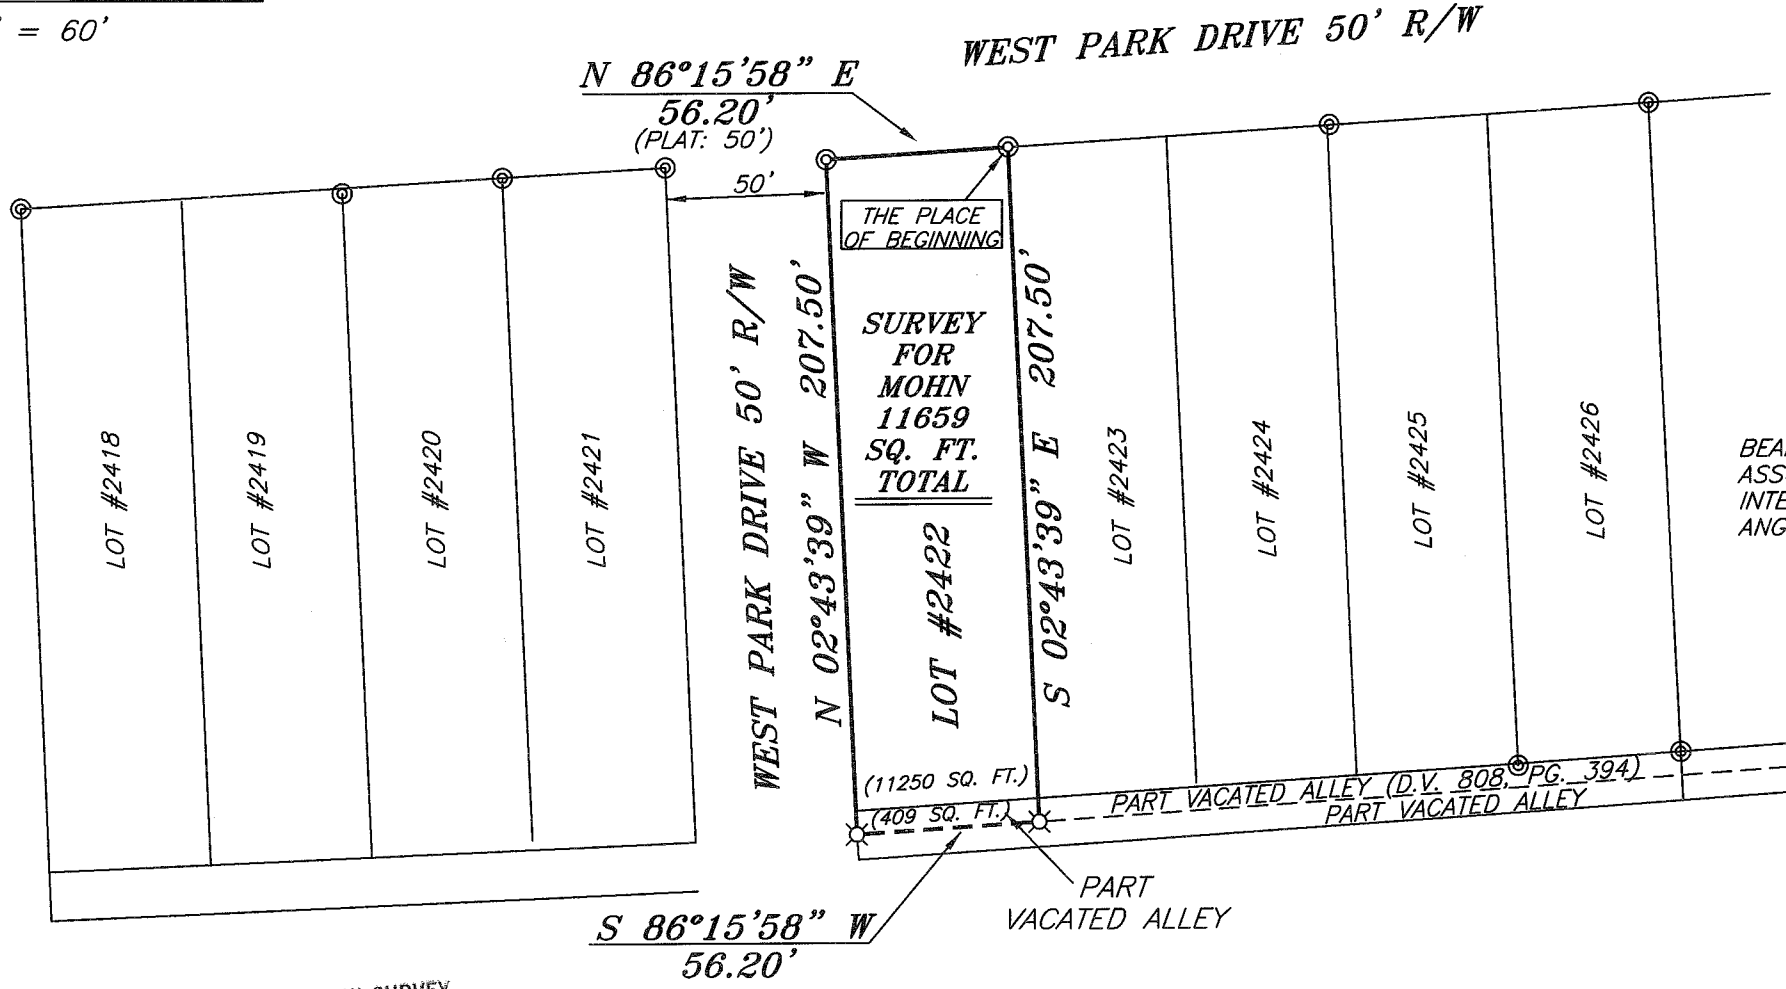 = 60'
WEST PARK DRIVE 50' R/W
N 86°15'58" E
56.20'
(PLAT: 50')
50'
THE PLACE
OF BEGINNING
WEST PARK DRIVE 50' R/W
N 02°43'39" W 207.50'
SURVEY
FOR
MOHN
11659
SQ. FT.
TOTAL
LOT #2422
S 02°43'39" E 207.50'
LOT #2418
LOT #2419
LOT #2420
LOT #2421
LOT #2423
LOT #2424
LOT #2425
LOT #2426
(11250 SQ. FT.)
(409 SQ. FT.)
PART VACATED ALLEY (D.V. 808, PG. 394)
PART VACATED ALLEY
PART
VACATED ALLEY
S 86°15'58" W
56.20'
SURVEY